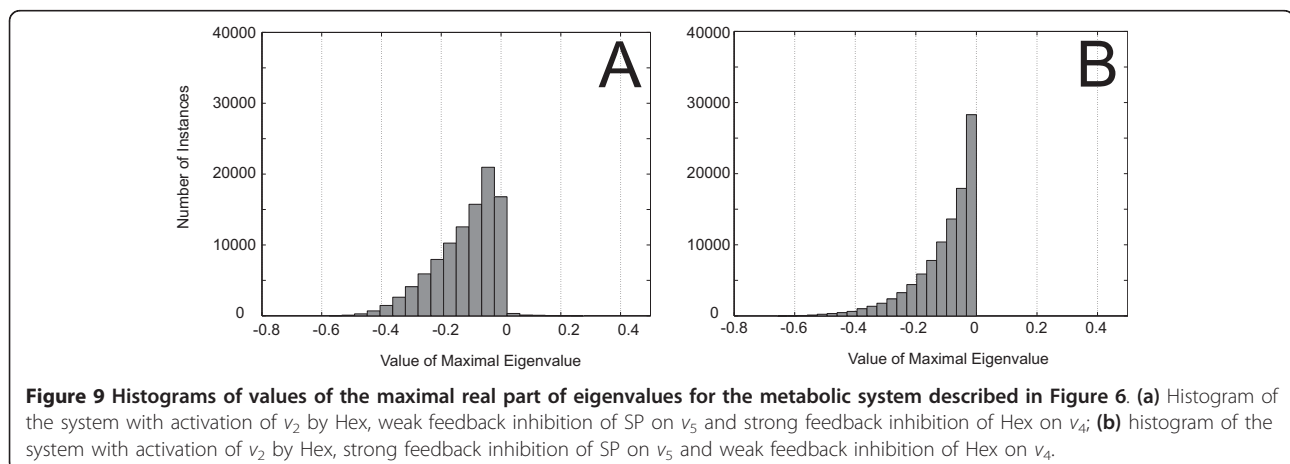 40000
30000
20000
10000
0
Number of Instances
-0.8 -0.6 -0.4 -0.2 0 0.2 0.4
Value of Maximal Eigenvalue
A
40000
30000
20000
10000
0
-0.8 -0.6 -0.4 -0.2 0 0.2 0.4
Value of Maximal Eigenvalue
B
Figure 9 Histograms of values of the maximal real part of eigenvalues for the metabolic system described in Figure 6. (a) Histogram of
the system with activation of v₂ by Hex, weak feedback inhibition of SP on v₅ and strong feedback inhibition of Hex on v₄; (b) histogram of the
system with activation of v₂ by Hex, strong feedback inhibition of SP on v₅ and weak feedback inhibition of Hex on v₄.